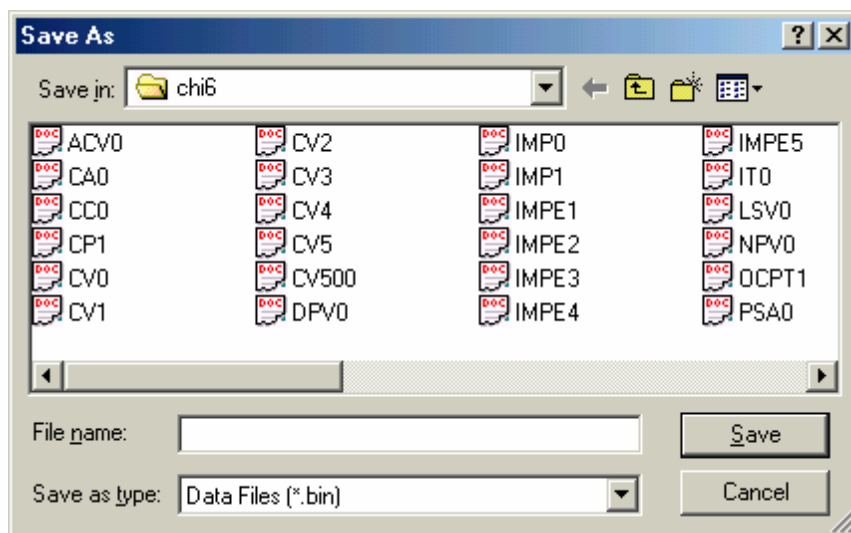 Save As
Save in: chi6
ACV0 CV2 IMP0 IMPE5
CA0 CV3 IMP1 IT0
CC0 CV4 IMPE1 LSV0
CP1 CV5 IMPE2 NPV0
CV0 CV500 IMPE3 OCPT1
CV1 DPV0 IMPE4 PSA0
File name: Save
Save as type: Data Files (*.bin) Cancel